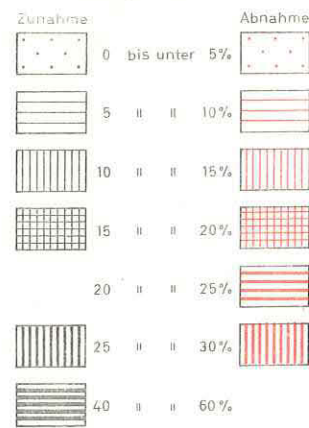 Zunahme Abnahme
0 bis unter 5%
5 " " 10%
10 " " 15%
15 " " 20%
20 " " 25%
25 " " 30%
40 " " 60%